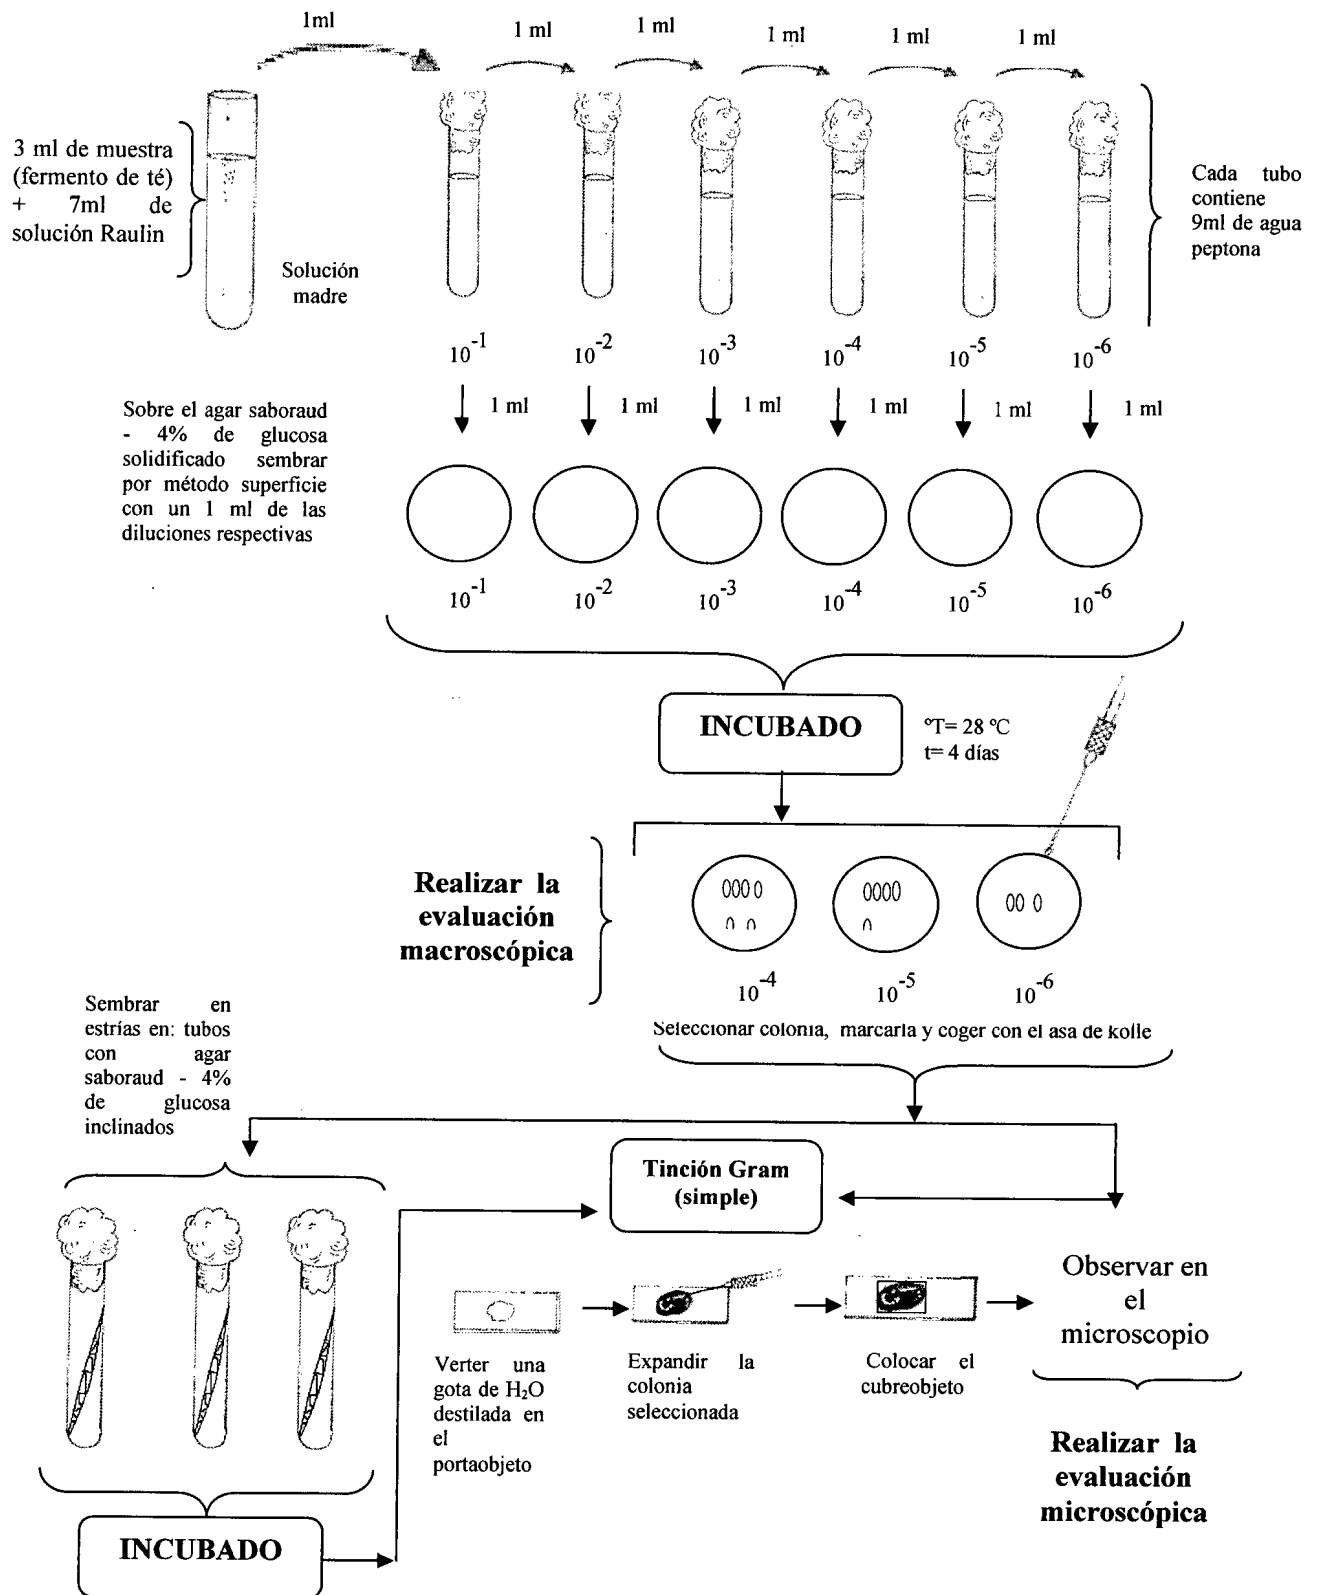 1ml
1 ml
1 ml
1 ml
1 ml
1 ml
3 ml de muestra
(fermento de té)
+ 7ml de
solución Raulin
Solución
madre
Cada tubo
contiene
9ml de agua
peptona
10-1
10-2
10-3
10-4
10-5
10-6
1 ml
1 ml
1 ml
1 ml
1 ml
1 ml
Sobre el agar saboraud
- 4% de glucosa
solidificado sembrar
por método superficie
con un 1 ml de las
diluciones respectivas
10-1
10-2
10-3
10-4
10-5
10-6
INCUBADO
ºT= 28 ºC
t= 4 días
Realizar la
evaluación
macroscópica
10-4
10-5
10-6
Seleccionar colonia, marcarla y coger con el asa de kolle
Sembrar en
estrías en: tubos
con agar
saboraud - 4%
de glucosa
inclinados
Tinción Gram
(simple)
Verter una
gota de H₂O
destilada en
el
portaobjeto
Expandir la
colonia
seleccionada
Colocar el
cubreobjeto
Observar en
el
microscopio
Realizar la
evaluación
microscópica
INCUBADO